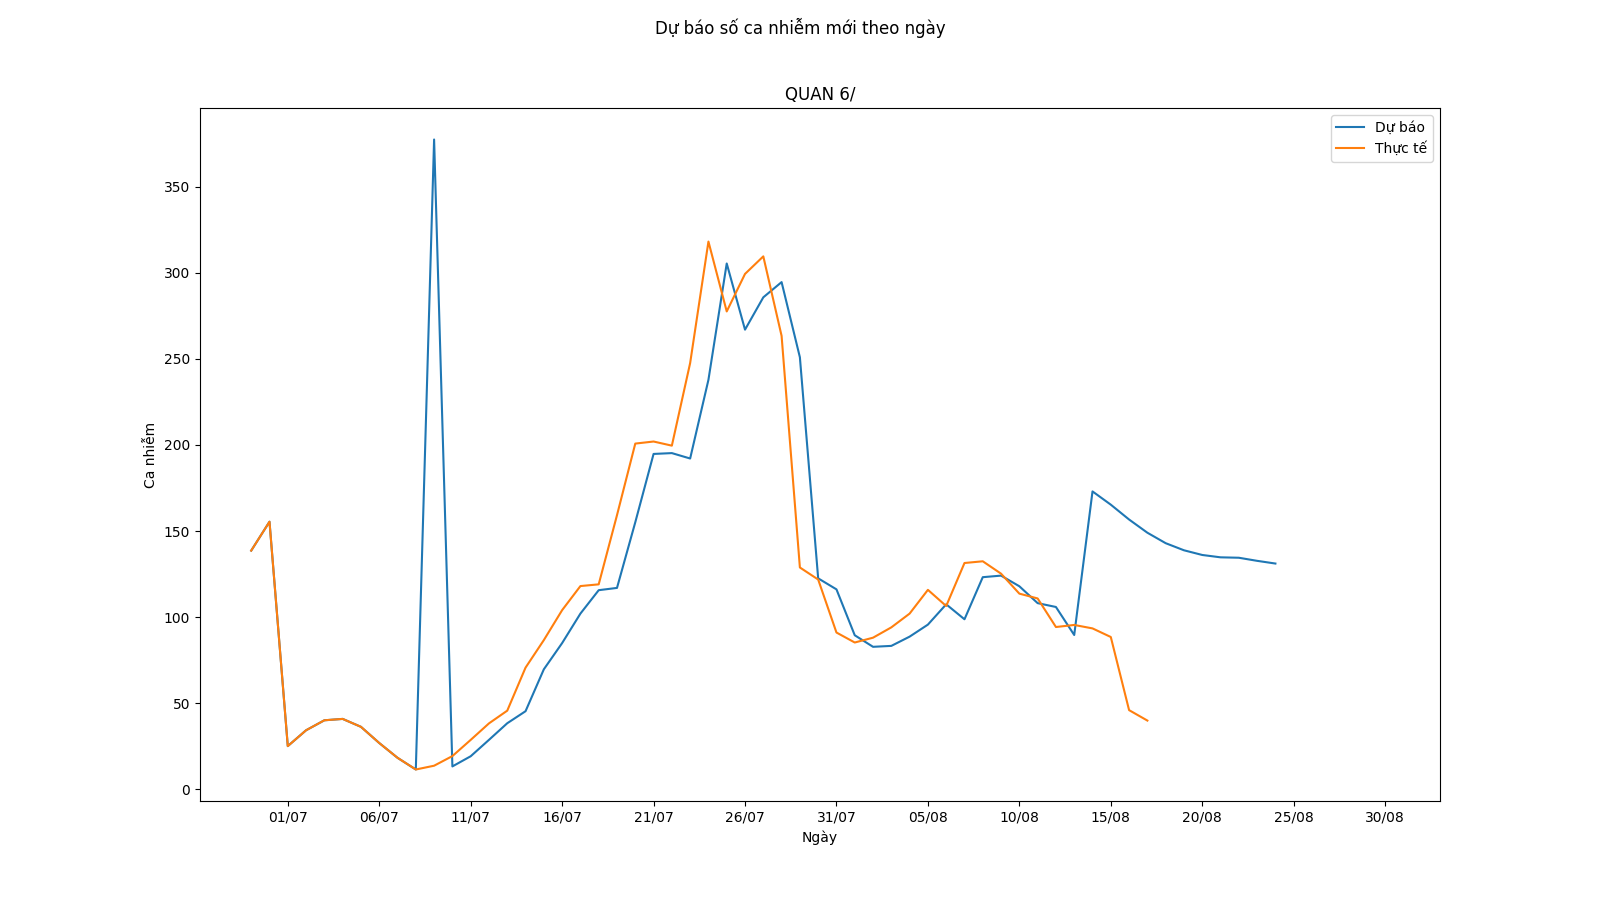 Dự báo số ca nhiễm mới theo ngày
QUAN 6/
Dự báo
Thực tế
350
300
250
200
150
100
50
0
Ca nhiễm
01/07 06/07 11/07 16/07 21/07 26/07 31/07 05/08 10/08 15/08 20/08 25/08 30/08
Ngày